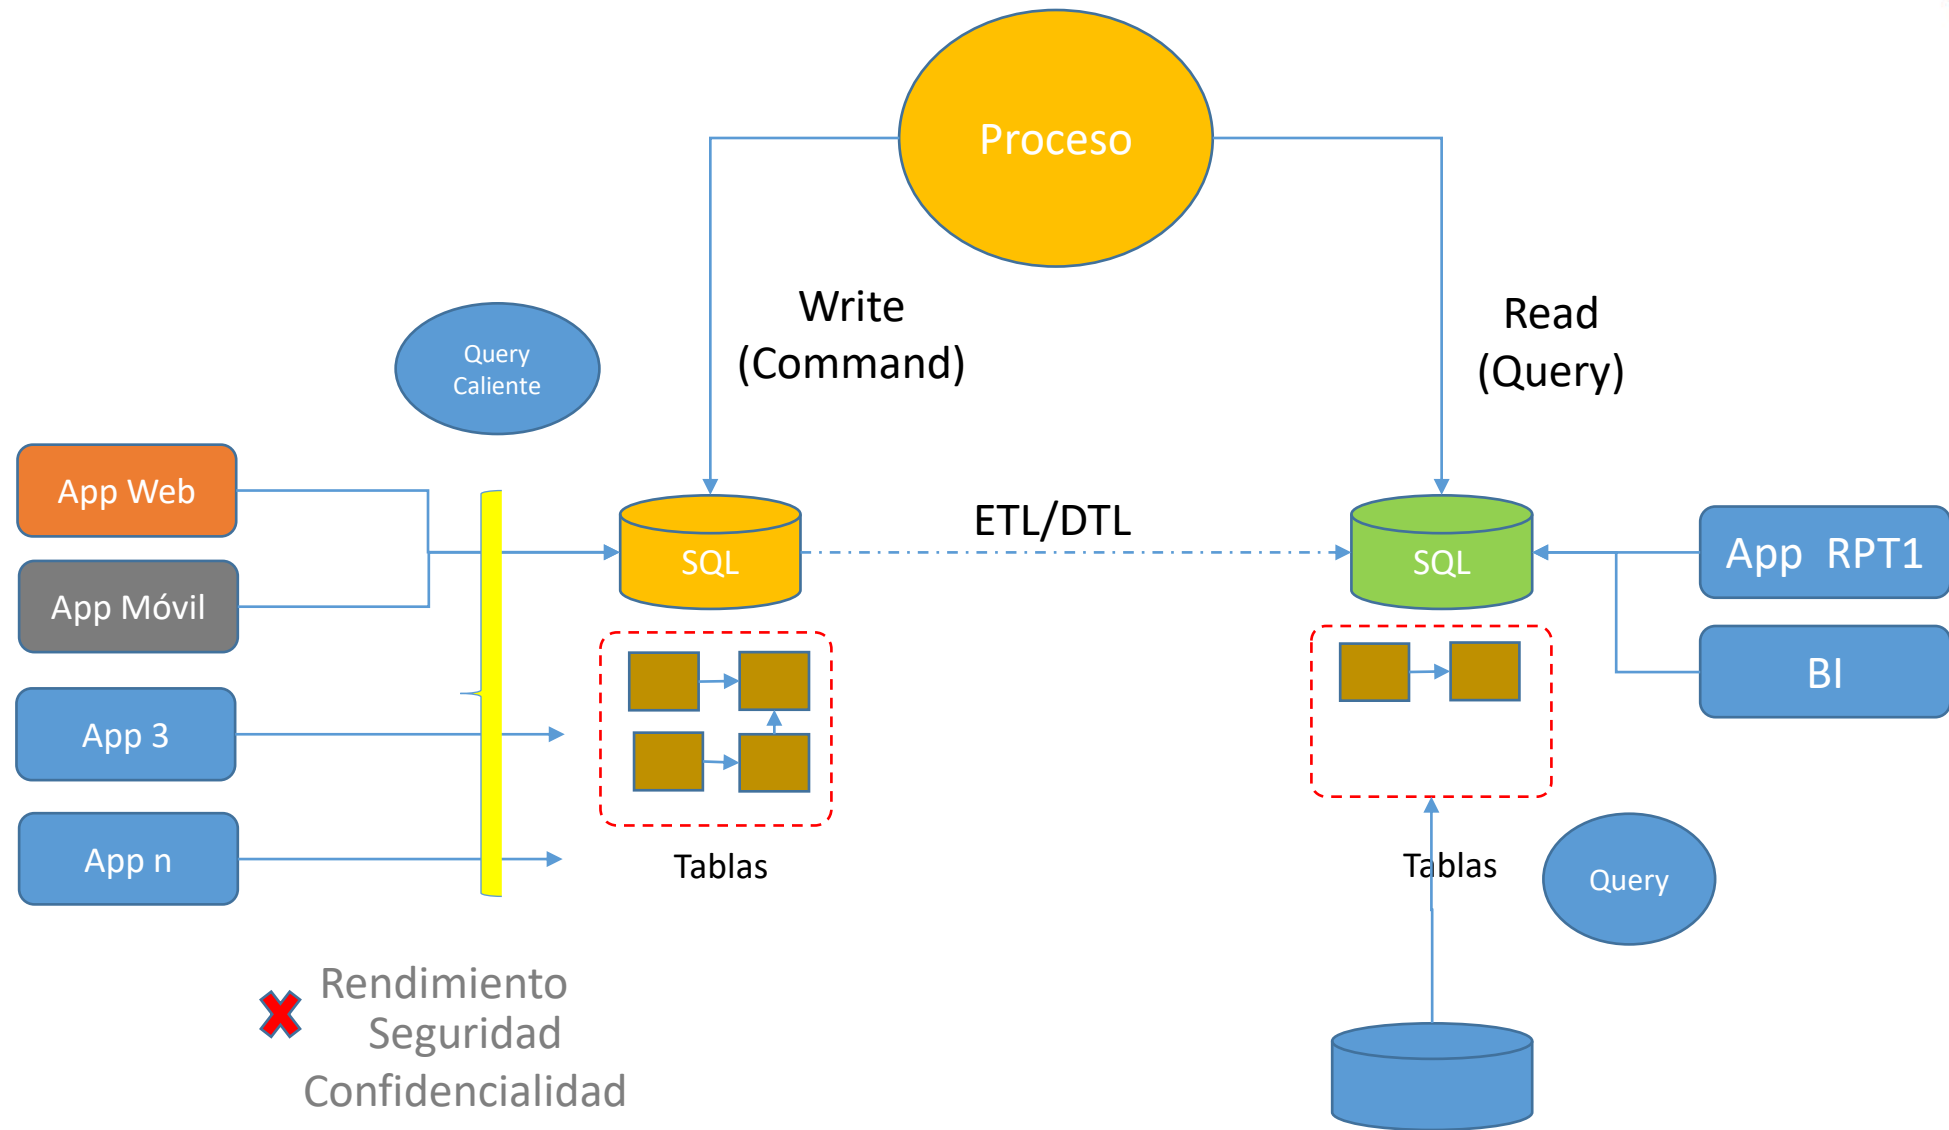 Proceso
Write
(Command)
Read
(Query)
Query
Caliente
App Web
App Móvil
App 3
App n
SQL
ETL/DTL
SQL
App  RPT1
BI
Tablas
Tablas
Query
Rendimiento
Seguridad
Confidencialidad